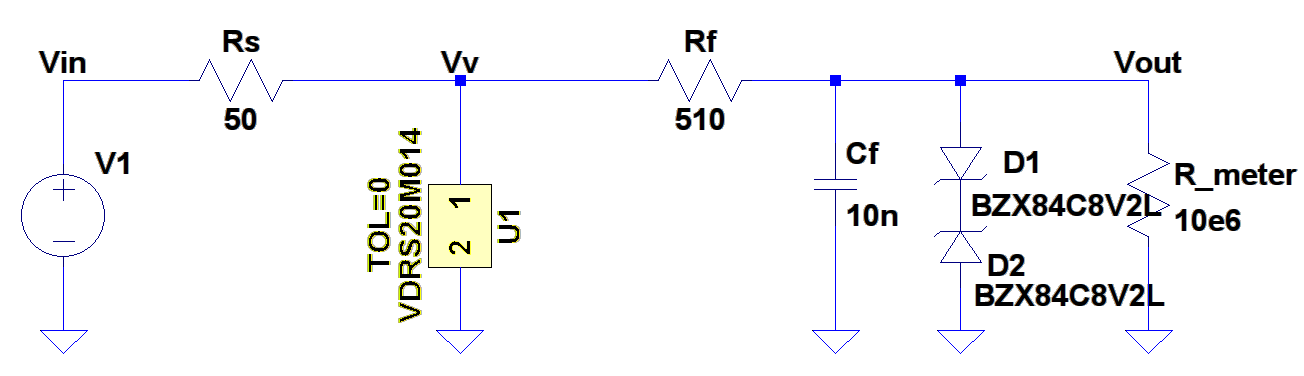 Vin
Rs
50
V1
Vv
TOL=0
VDRS20M014
1
2
U1
Rf
510
Cf
10n
D1
BZX84C8V2L
D2
BZX84C8V2L
Vout
R_meter
10e6